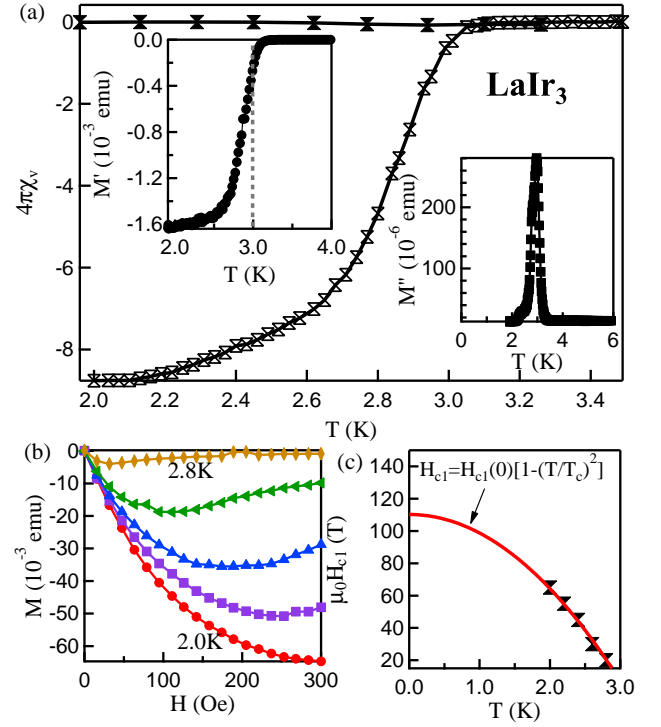 (a)
0
-2
-4
-6
-8
4πχv
2.0 2.2 2.4 2.6 2.8 3.0 3.2 3.4
T (K)
LaIr3
0.0
-0.4
-0.8
-1.2
-1.6
M' (10-3 emu)
2.0 3.0 4.0
T (K)
200
100
M'' (10-6 emu)
0 2 4 6
T (K)
(b)
0
-10
-20
-30
-40
-50
-60
M (10-3 emu)
2.8K
2.0K
0 100 200 300
H (Oe)
(c)
Hc1=Hc1(0)[1-(T/Tc)2]
140
120
100
80
60
40
20
μ0Hc1 (T)
0.0 1.0 2.0 3.0
T (K)